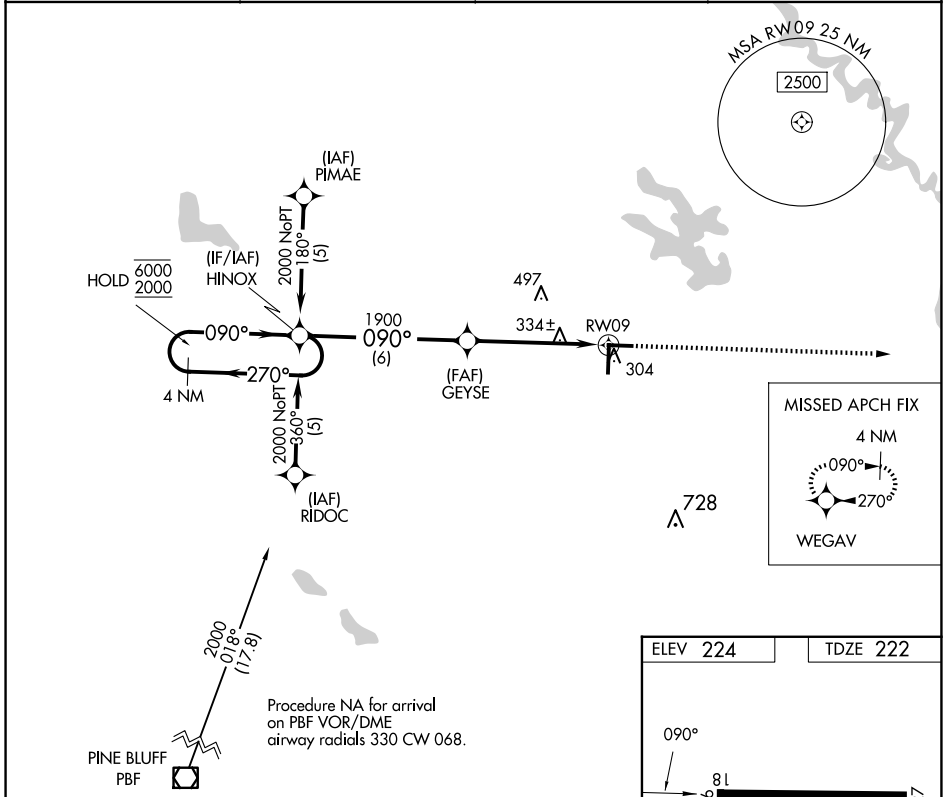 MSA RW09 25 NM
2500
(IAF)
PIMAE
2000 NoPT
180°
(5)
(IF/IAF)
HINOX
HOLD 6000
2000
090°
270°
4 NM
1900
090°
(6)
(FAF)
GEYSE
497
334±
RW09
304
2000 NoPT
360°
(5)
(IAF)
RIDOC
728
MISSED APCH FIX
4 NM
090°
270°
WEGAV
2000
018°
(17.8)
Procedure NA for arrival
on PBF VOR/DME
airway radials 330 CW 068.
PINE BLUFF
PBF
ELEV 224
TDZE 222
090°
18